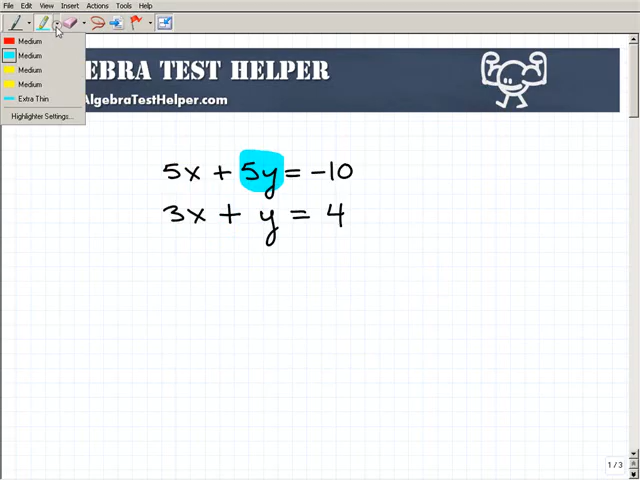 File Edit View Insert Actions Tools Help
Medium
EBRA TEST HELPER
Medium
Medium
Medium
AlgebraTestHelper.com
Extra Thin
Highlighter Settings...
5x + 5y = -10
3x + y = 4
1 / 3